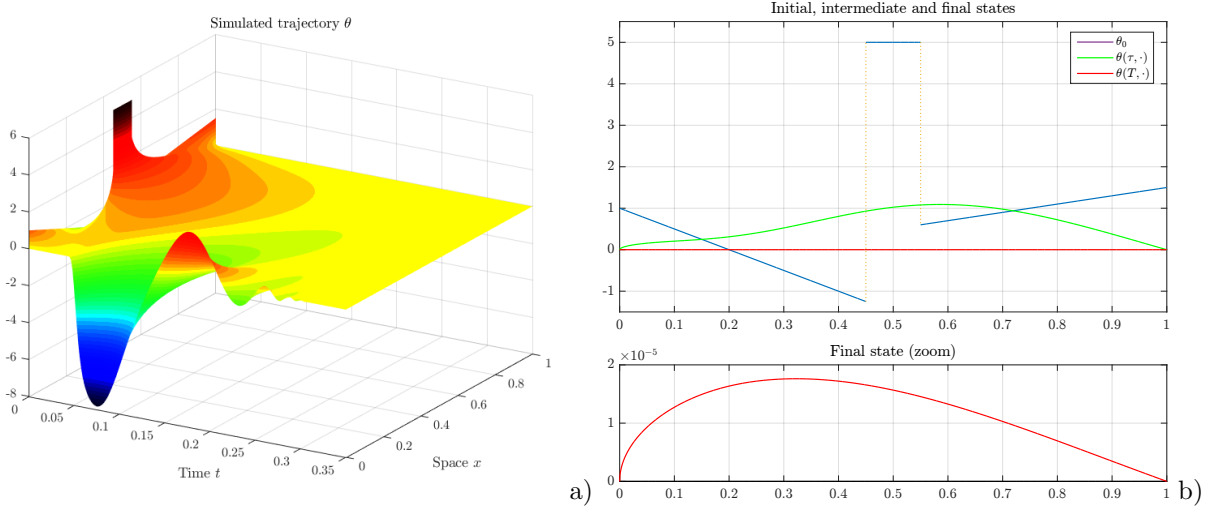 Simulated trajectory θ
6
4
2
0
-2
-4
-6
-8
0
0.05
0.1
0.15
0.2
0.25
0.3
0.35
Time t
0
0.2
0.4
0.6
0.8
1
Space x
a)
Initial, intermediate and final states
θ₀
θ(τ, ·)
θ(T, ·)
5
4
3
2
1
0
-1
0 0.1 0.2 0.3 0.4 0.5 0.6 0.7 0.8 0.9 1
×10⁻⁵ Final state (zoom)
2
1
0
0 0.1 0.2 0.3 0.4 0.5 0.6 0.7 0.8 0.9 1
b)